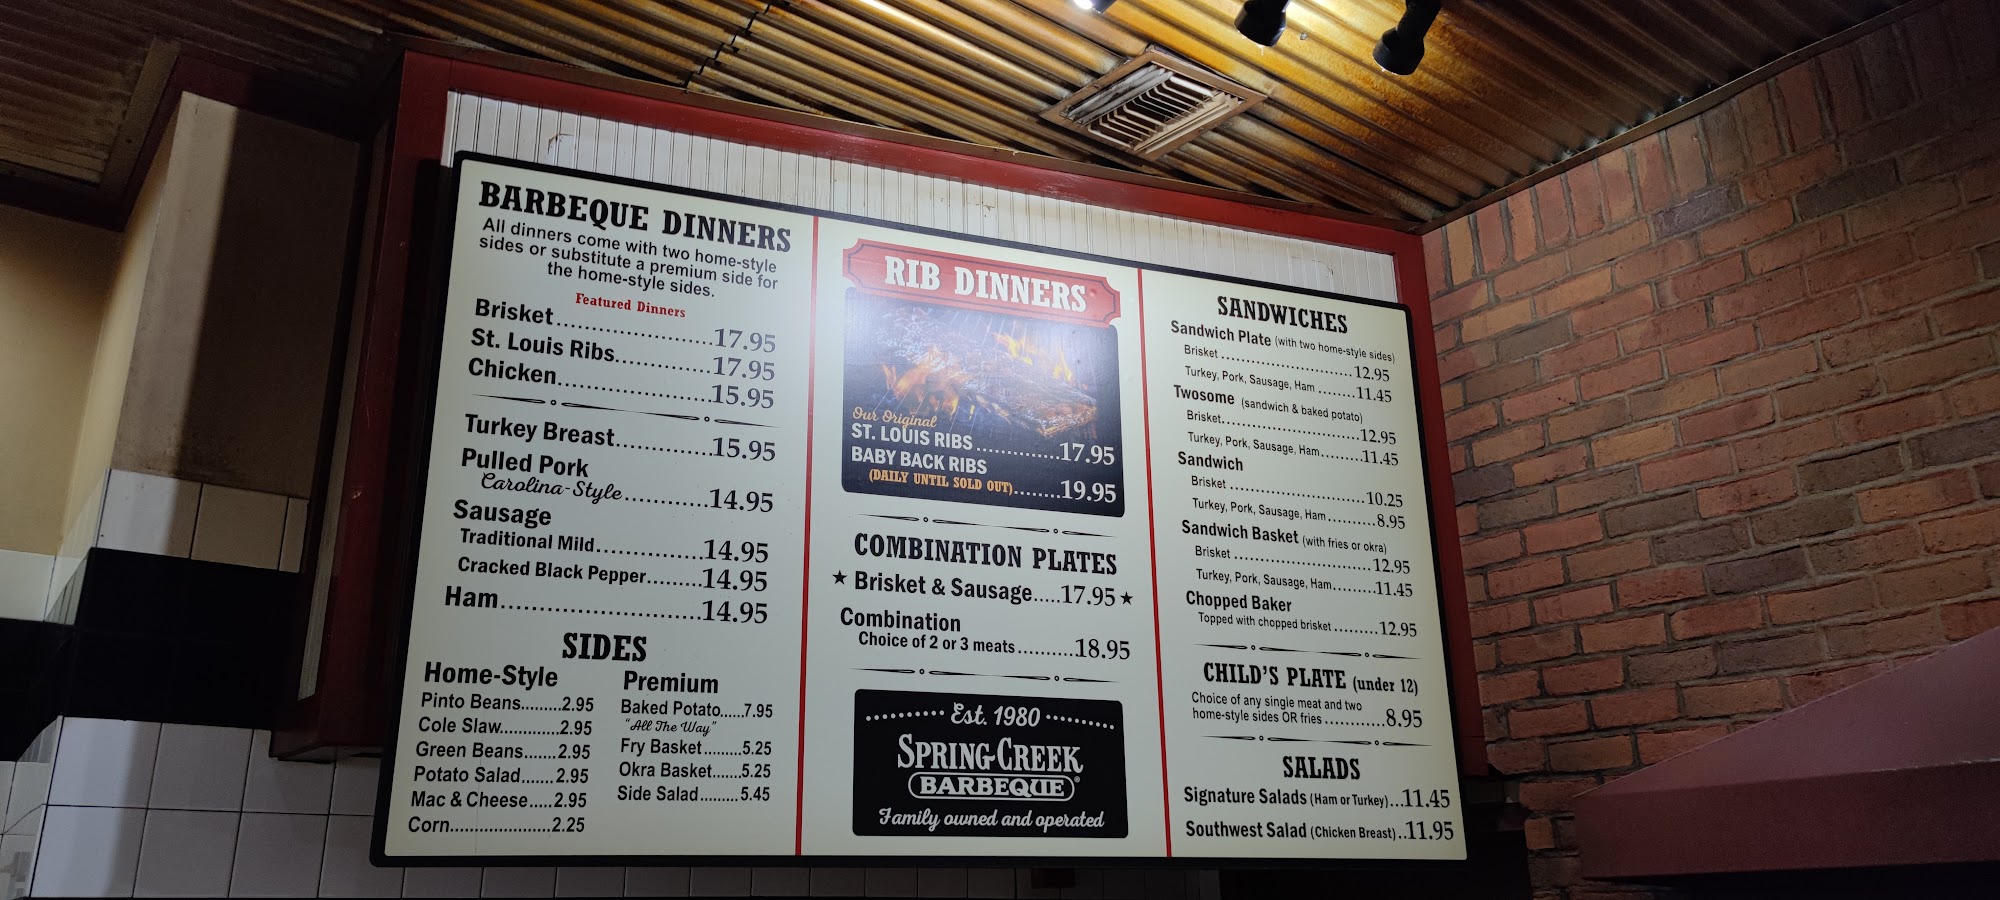 BARBEQUE DINNERS
All dinners come with two home-style
sides or substitute a premium side for
the home-style sides.
Featured Dinners
Brisket.....................17.95
St. Louis Ribs.............17.95
Chicken....................15.95
Turkey Breast.............15.95
Pulled Pork
Carolina-Style...........14.95
Sausage
Traditional Mild..............14.95
Cracked Black Pepper.......14.95
Ham..........................14.95
SIDES
Home-Style
Pinto Beans.........2.95
Cole Slaw.............2.95
Green Beans.......2.95
Potato Salad.......2.95
Mac & Cheese.....2.95
Corn......................2.25
Premium
Baked Potato.....7.95
"All The Way"
Fry Basket.........5.25
Okra Basket.......5.25
Side Salad.........5.45
RIB DINNERS
Our Original
ST. LOUIS RIBS.............17.95
BABY BACK RIBS
(DAILY UNTIL SOLD OUT)........19.95
COMBINATION PLATES
★ Brisket & Sausage.....17.95 ★
Combination
Choice of 2 or 3 meats..........18.95
Est. 1980
SPRING-CREEK
BARBEQUE®
Family owned and operated
SANDWICHES
Sandwich Plate (with two home-style sides)
Brisket......................12.95
Turkey, Pork, Sausage, Ham........11.45
Twosome (sandwich & baked potato)
Brisket.......................12.95
Turkey, Pork, Sausage, Ham........11.45
Sandwich
Brisket.......................10.25
Turkey, Pork, Sausage, Ham..........8.95
Sandwich Basket (with fries or okra)
Brisket.......................12.95
Turkey, Pork, Sausage, Ham.........11.45
Chopped Baker
Topped with chopped brisket.........12.95
CHILD'S PLATE (under 12)
Choice of any single meat and two
home-style sides OR fries............8.95
SALADS
Signature Salads (Ham or Turkey)...11.45
Southwest Salad (Chicken Breast)..11.95